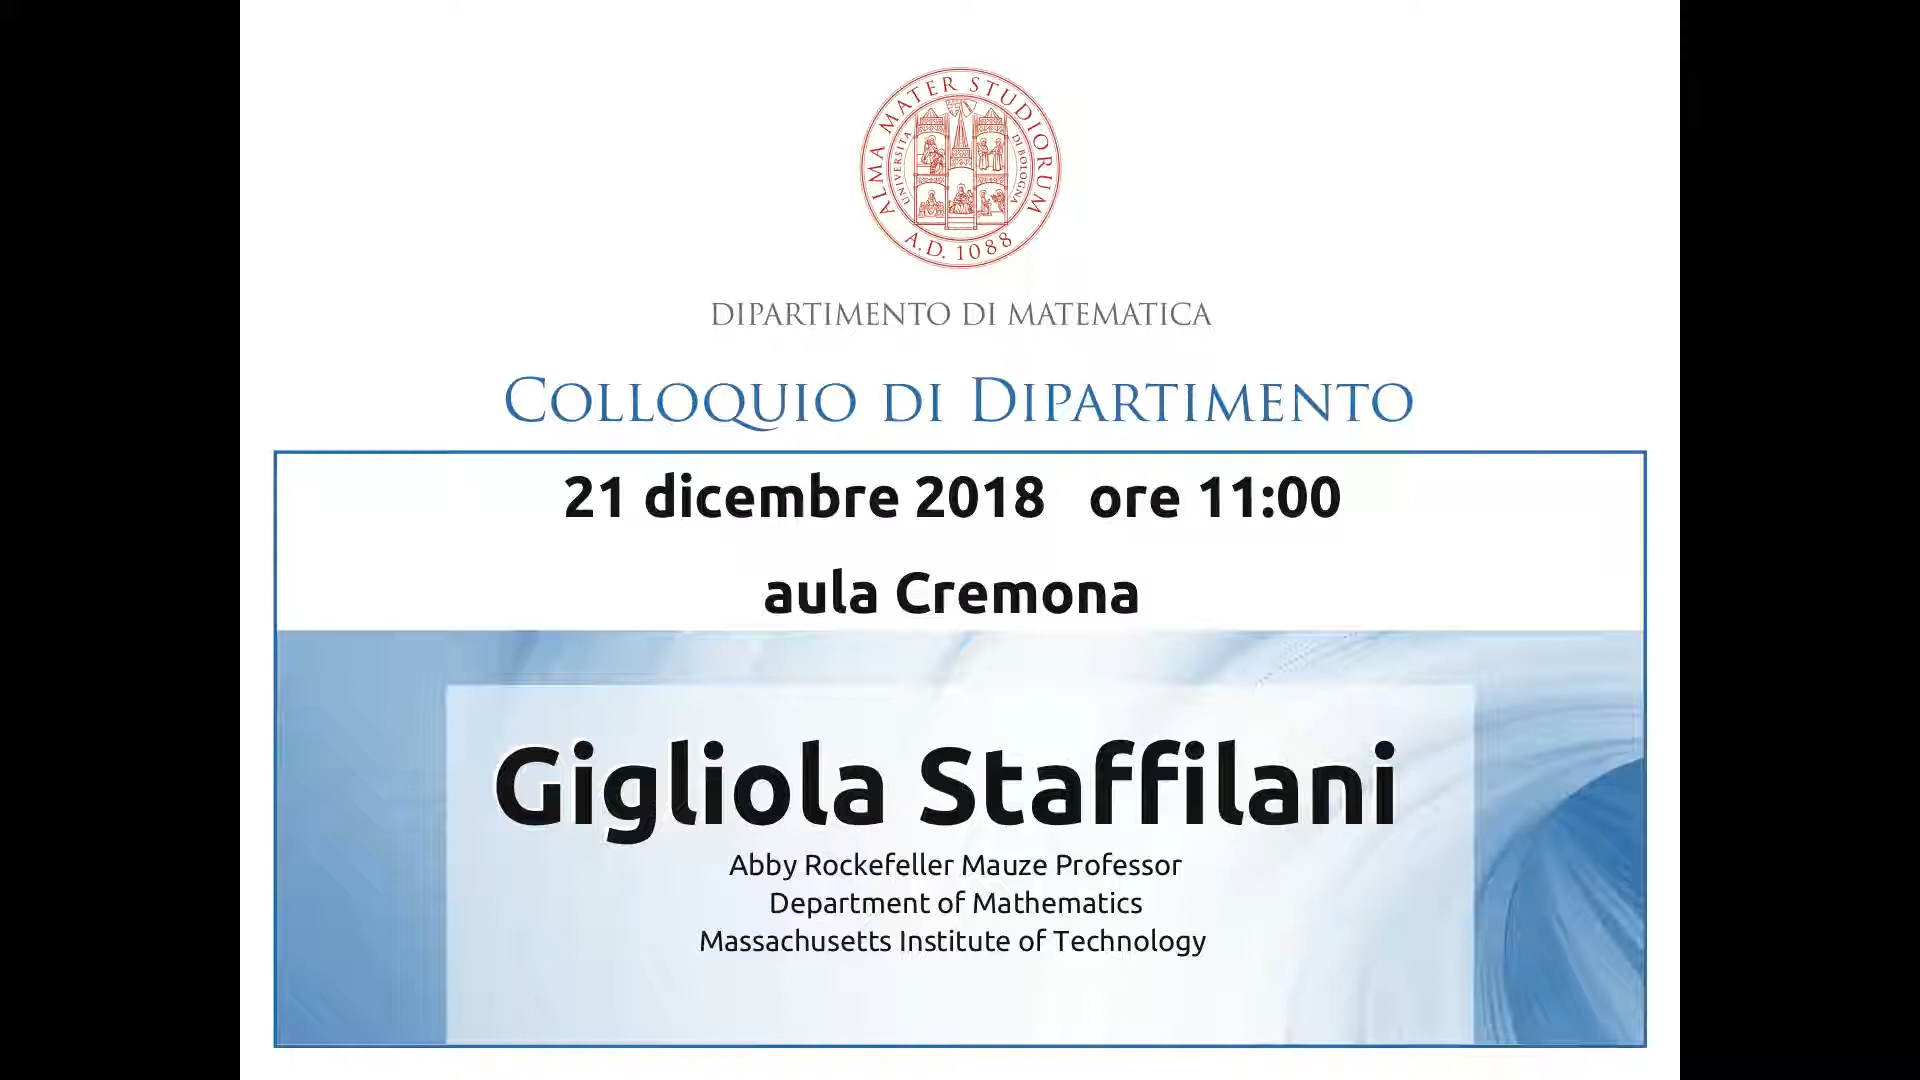 ALMA MATER STUDIORUM
UNIVERSITA DI BOLOGNA
A.D. 1088
DIPARTIMENTO DI MATEMATICA
COLLOQUIO DI DIPARTIMENTO
21 dicembre 2018 ore 11:00
aula Cremona
Gigliola Staffilani
Abby Rockefeller Mauze Professor
Department of Mathematics
Massachusetts Institute of Technology